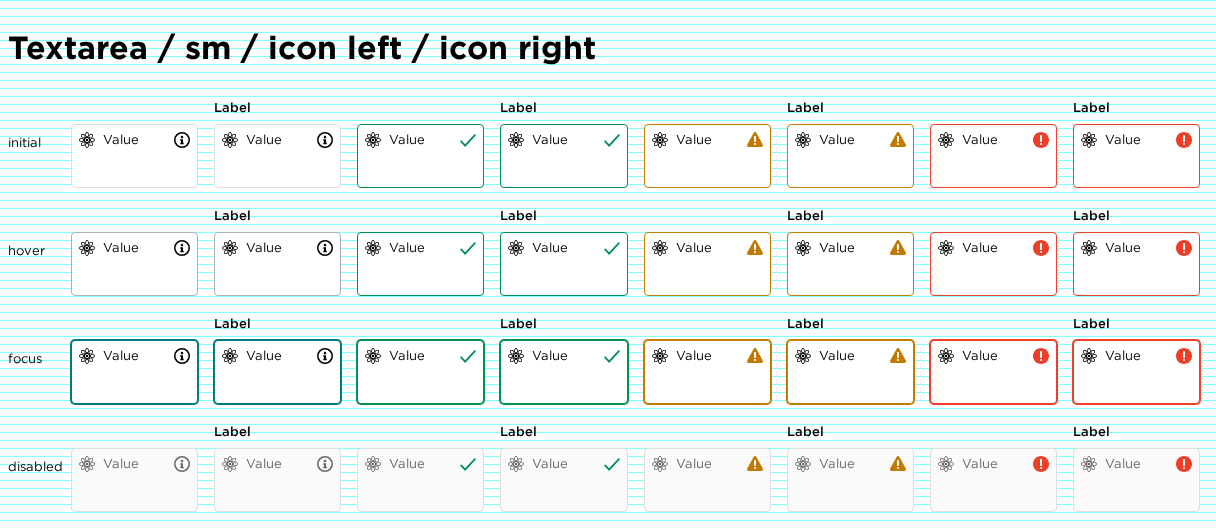 Textarea / sm / icon left / icon right
Label Label Label Label
initial Value Value Value Value Value Value Value Value
Label Label Label Label
hover Value Value Value Value Value Value Value Value
Label Label Label Label
focus Value Value Value Value Value Value Value Value
Label Label Label Label
disabled Value Value Value Value Value Value Value Value